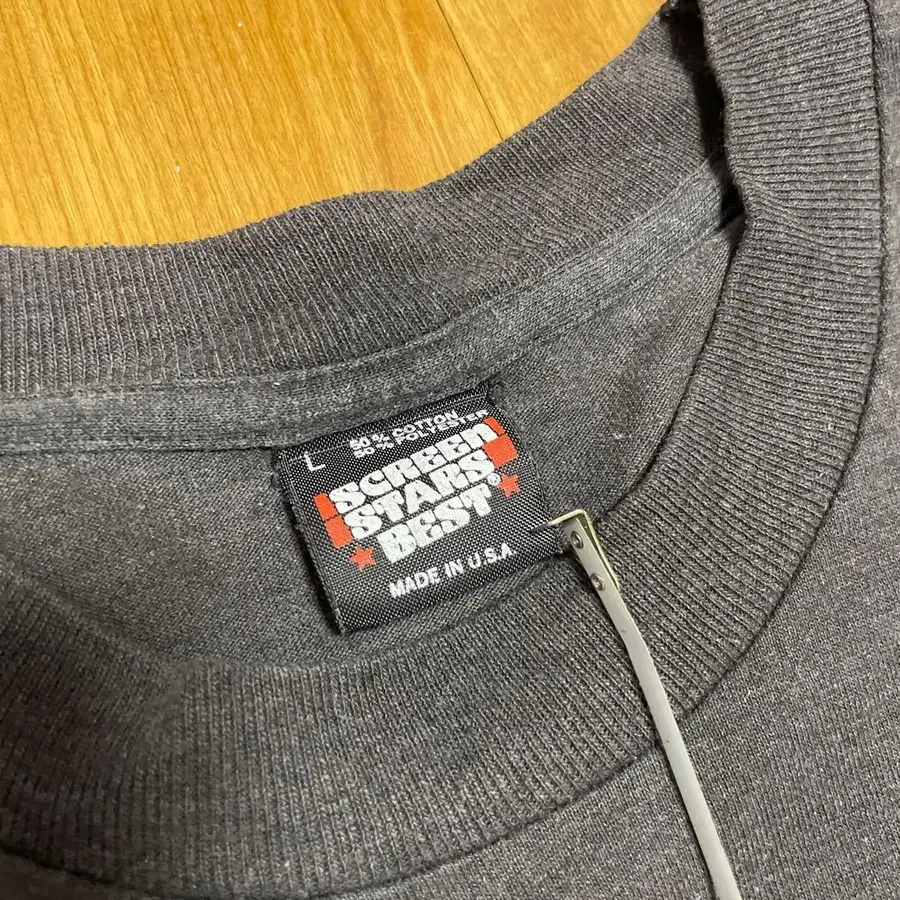 L
50% COTTON
50% POLYESTER
SCREEN
STARS
BEST®
MADE IN U.S.A